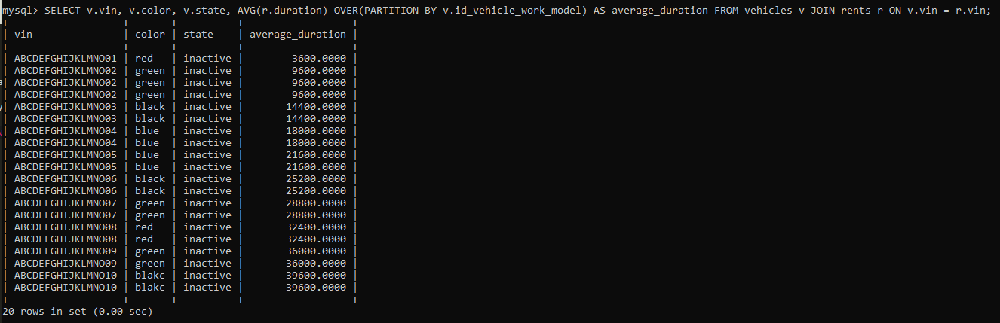 mysql> SELECT v.vin, v.color, v.state, AVG(r.duration) OVER(PARTITION BY v.id_vehicle_work_model) AS average_duration FROM vehicles v JOIN rents r ON v.vin = r.vin;
+-------------------+-------+----------+------------------+
| vin               | color | state    | average_duration |
+-------------------+-------+----------+------------------+
| ABCDEFGHIJKLMNO01 | red   | inactive |        3600.0000 |
| ABCDEFGHIJKLMNO02 | green | inactive |        9600.0000 |
| ABCDEFGHIJKLMNO02 | green | inactive |        9600.0000 |
| ABCDEFGHIJKLMNO02 | green | inactive |        9600.0000 |
| ABCDEFGHIJKLMNO03 | black | inactive |       14400.0000 |
| ABCDEFGHIJKLMNO03 | black | inactive |       14400.0000 |
| ABCDEFGHIJKLMNO04 | blue  | inactive |       18000.0000 |
| ABCDEFGHIJKLMNO04 | blue  | inactive |       18000.0000 |
| ABCDEFGHIJKLMNO05 | blue  | inactive |       21600.0000 |
| ABCDEFGHIJKLMNO05 | blue  | inactive |       21600.0000 |
| ABCDEFGHIJKLMNO06 | black | inactive |       25200.0000 |
| ABCDEFGHIJKLMNO06 | black | inactive |       25200.0000 |
| ABCDEFGHIJKLMNO07 | green | inactive |       28800.0000 |
| ABCDEFGHIJKLMNO07 | green | inactive |       28800.0000 |
| ABCDEFGHIJKLMNO08 | red   | inactive |       32400.0000 |
| ABCDEFGHIJKLMNO08 | red   | inactive |       32400.0000 |
| ABCDEFGHIJKLMNO09 | green | inactive |       36000.0000 |
| ABCDEFGHIJKLMNO09 | green | inactive |       36000.0000 |
| ABCDEFGHIJKLMNO10 | blakc | inactive |       39600.0000 |
| ABCDEFGHIJKLMNO10 | blakc | inactive |       39600.0000 |
+-------------------+-------+----------+------------------+
20 rows in set (0.00 sec)